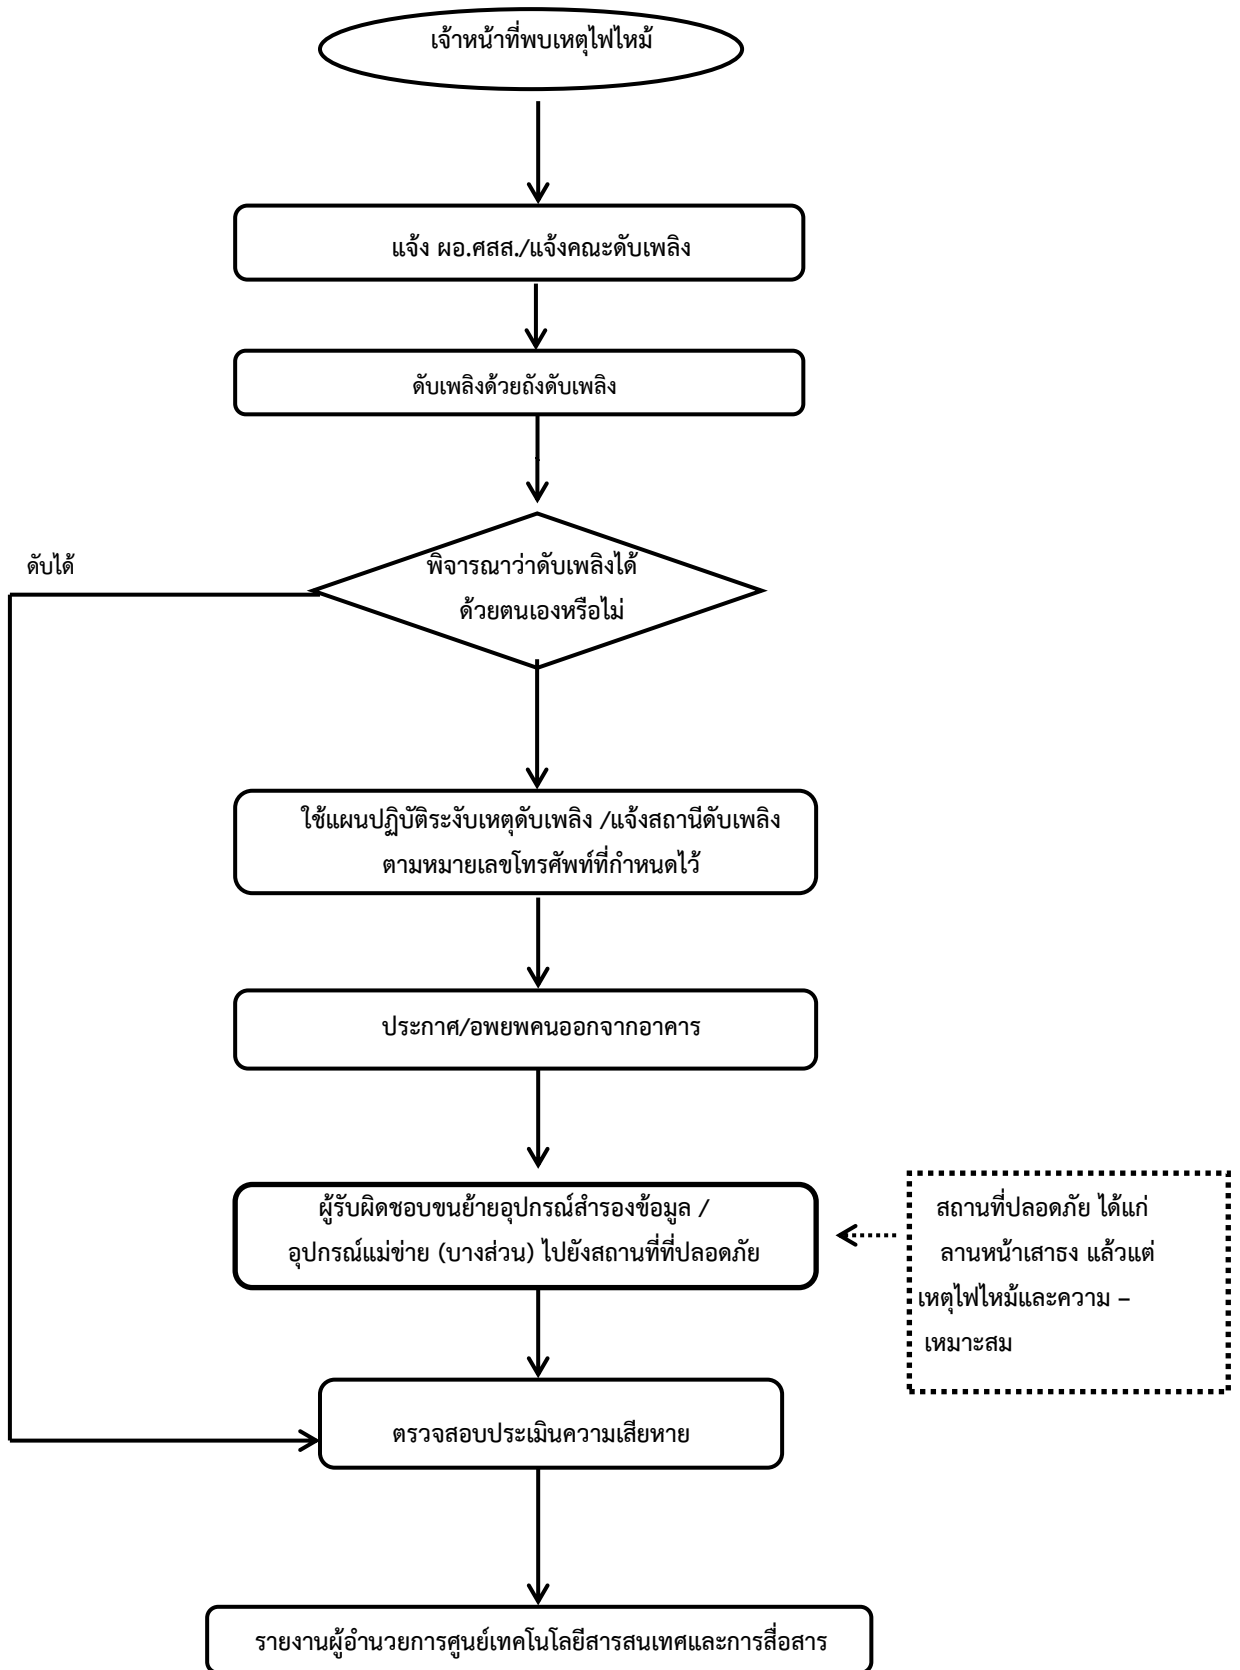 เจ้าหน้าที่พบเหตุไฟไหม้
แจ้ง ผอ.ศสส./แจ้งคณะดับเพลิง
ดับเพลิงด้วยถังดับเพลิง
ดับได้
พิจารณาว่าดับเพลิงได้
ด้วยตนเองหรือไม่
ใช้แผนปฏิบัติระงับเหตุดับเพลิง /แจ้งสถานีดับเพลิง
ตามหมายเลขโทรศัพท์ที่กำหนดไว้
ประกาศ/อพยพคนออกจากอาคาร
ผู้รับผิดชอบขนย้ายอุปกรณ์สำรองข้อมูล /
อุปกรณ์แม่ข่าย (บางส่วน) ไปยังสถานที่ที่ปลอดภัย
สถานที่ปลอดภัย ได้แก่
ลานหน้าเสาธง แล้วแต่
เหตุไฟไหม้และความ –
เหมาะสม
ตรวจสอบประเมินความเสียหาย
รายงานผู้อำนวยการศูนย์เทคโนโลยีสารสนเทศและการสื่อสาร